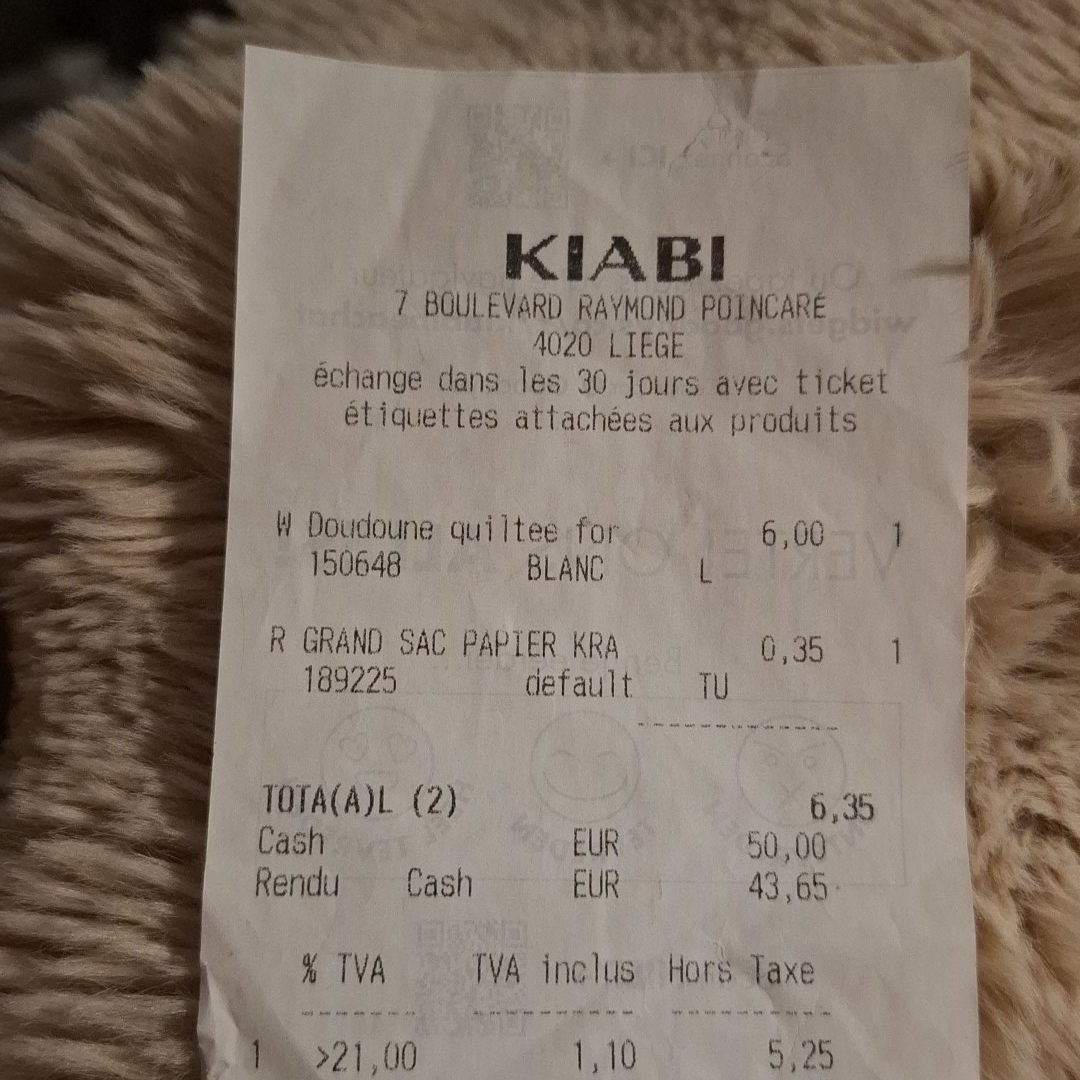 KIABI
7 BOULEVARD RAYMOND POINCARÉ
4020 LIEGE
échange dans les 30 jours avec ticket
étiquettes attachées aux produits
W Doudoune quiltee for 6,00 1
150648 BLANC L
R GRAND SAC PAPIER KRA 0,35 1
189225 default TU
TOTA(A)L (2) 6,35
Cash EUR 50,00
Rendu Cash EUR 43,65
% TVA TVA inclus Hors Taxe
1 >21,00 1,10 5,25